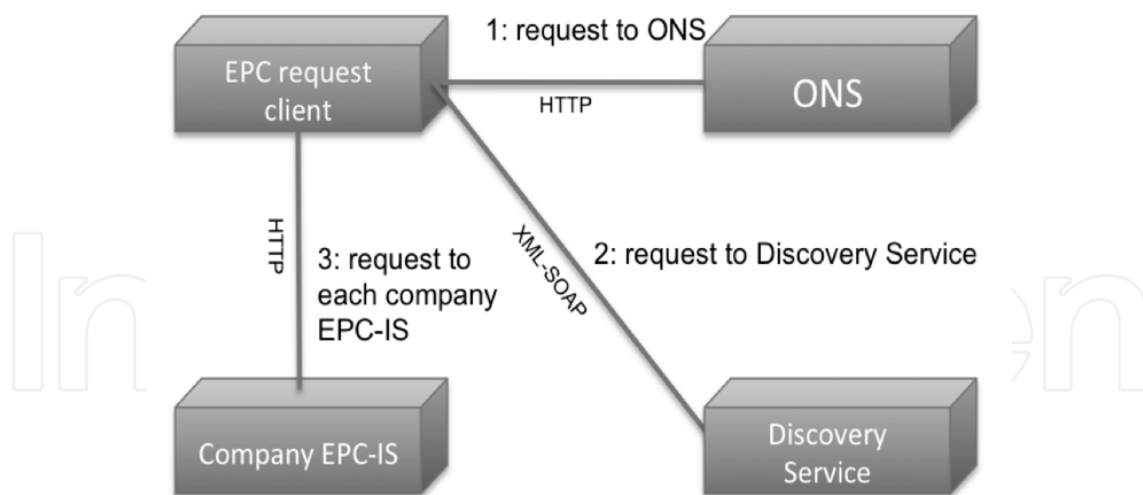 1: request to ONS
EPC request
client
ONS
HTTP
HTTP
XML-SOAP
2: request to Discovery Service
3: request to
each company
EPC-IS
Company EPC-IS
Discovery
Service